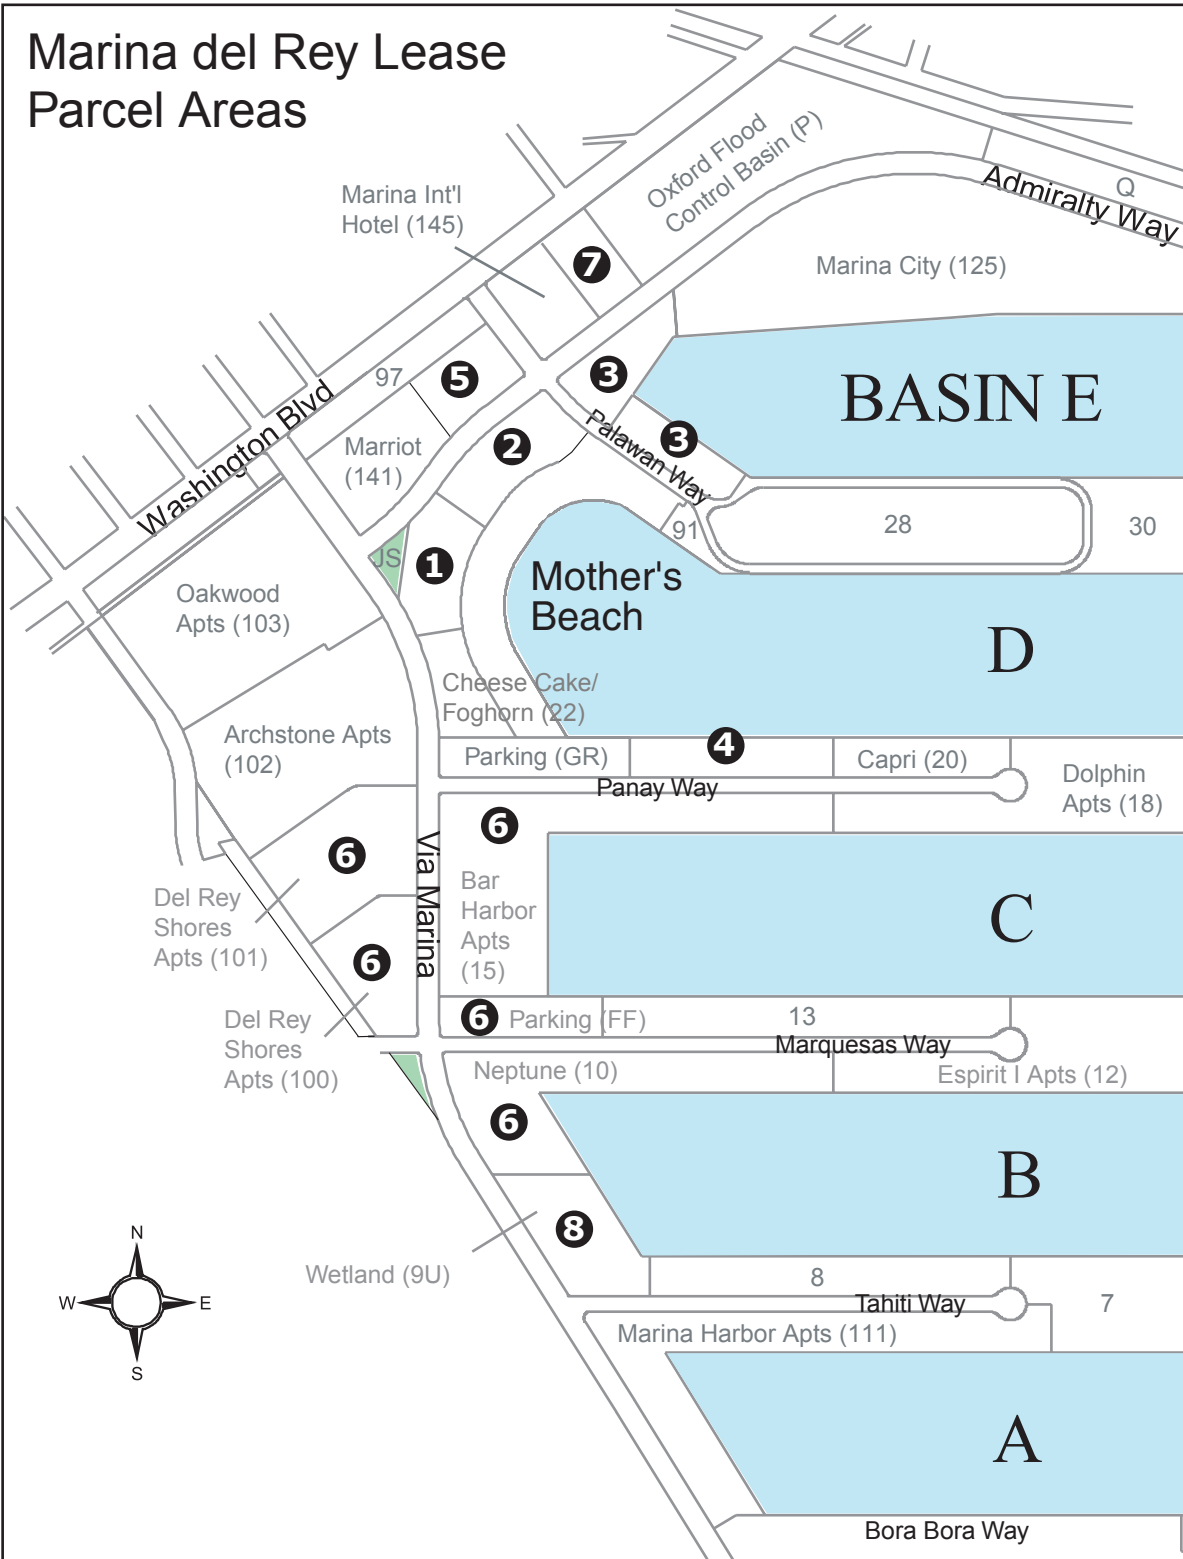 Marina del Rey Lease
Parcel Areas
Oxford Flood
Control Basin (P)
Q
Admiralty Way
Marina Int'l
Hotel (145)
7
Marina City (125)
97
5
3
BASIN E
Washington Blvd
Marriot
(141)
2
Palawan Way
3
91
28
30
JS
1
Mother's
Beach
Oakwood
Apts (103)
D
Cheese Cake/
Foghorn (22)
Archstone Apts
(102)
Parking (GR)
4
Capri (20)
Dolphin
Apts (18)
Panay Way
6
6
Via Marina
Bar
Harbor
Apts
(15)
Del Rey
Shores
Apts (101)
C
6
6
Parking (FF)
13
Del Rey
Shores
Apts (100)
Marquesas Way
Neptune (10)
Espirit I Apts (12)
6
B
8
Wetland (9U)
8
7
Tahiti Way
Marina Harbor Apts (111)
N
W
E
S
A
Bora Bora Way